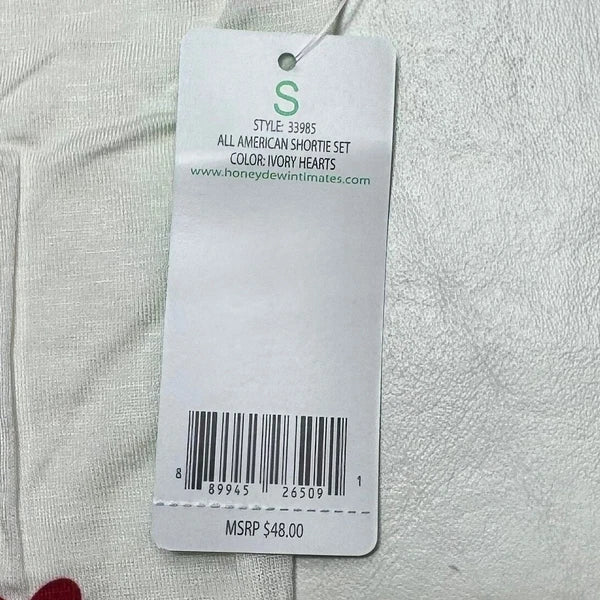 S
STYLE: 33985
ALL AMERICAN SHORTIE SET
COLOR: IVORY HEARTS
www.honeydewintimates.com
8 89945 26509 1
MSRP $48.00